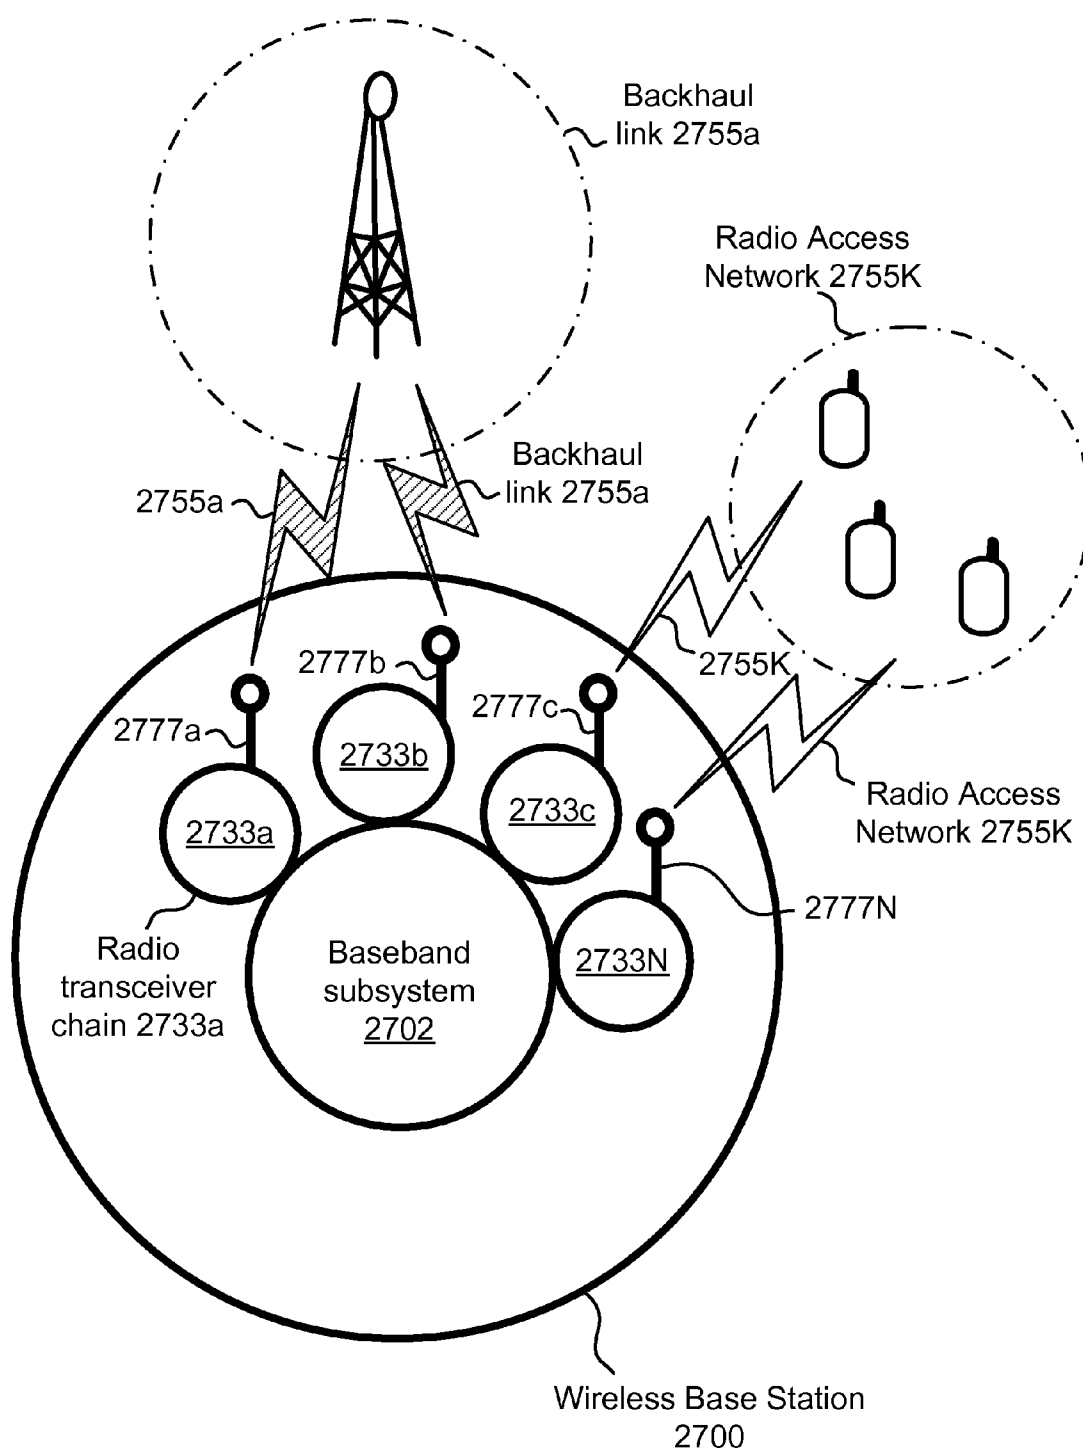 Backhaul
link 2755a
Radio Access
Network 2755K
Backhaul
link 2755a
2755a
2755K
2777b
2777c
2777a
2733b
Radio Access
Network 2755K
2733c
2733a
2777N
Radio
transceiver
chain 2733a
Baseband
subsystem
2702
2733N
Wireless Base Station
2700